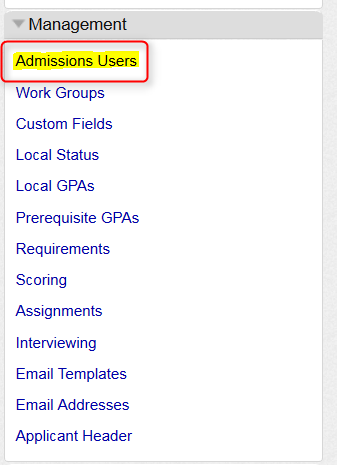 Management
Admissions Users
Work Groups
Custom Fields
Local Status
Local GPAs
Prerequisite GPAs
Requirements
Scoring
Assignments
Interviewing
Email Templates
Email Addresses
Applicant Header